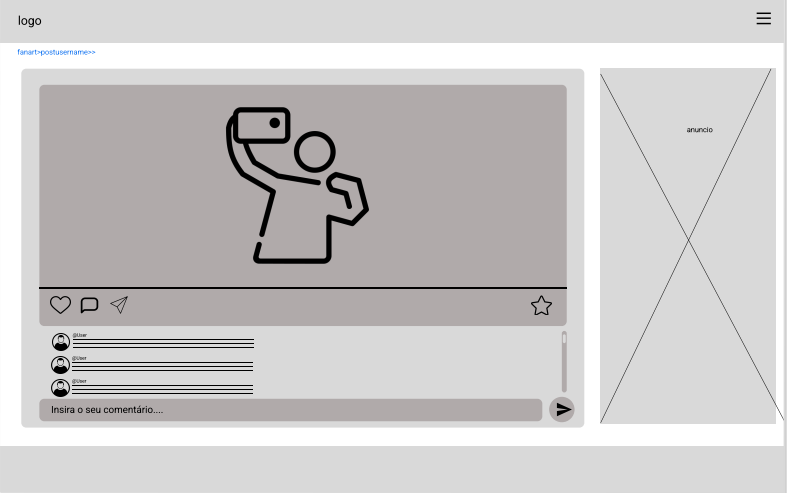 logo
fanart>postusername>>
anuncio
@User
@User
@User
Insira o seu comentário....